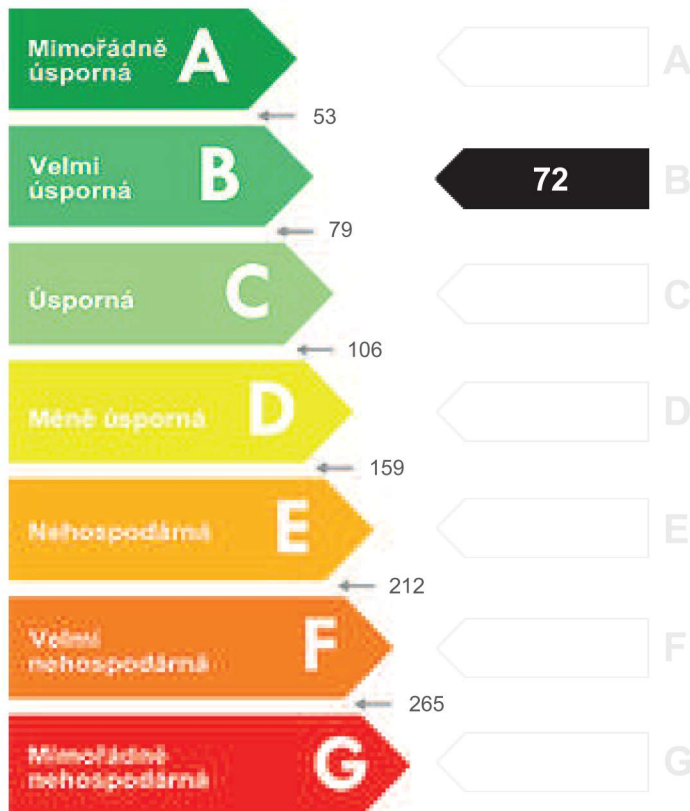 Mimořádně
úsporná
A
A
53
Velmi
úsporná
B
72
B
79
Úsporná
C
C
106
Méně úsporná
D
D
159
Nehospodárná
E
E
212
Velmi
nehospodárná
F
F
265
Mimořádně
nehospodárná
G
G